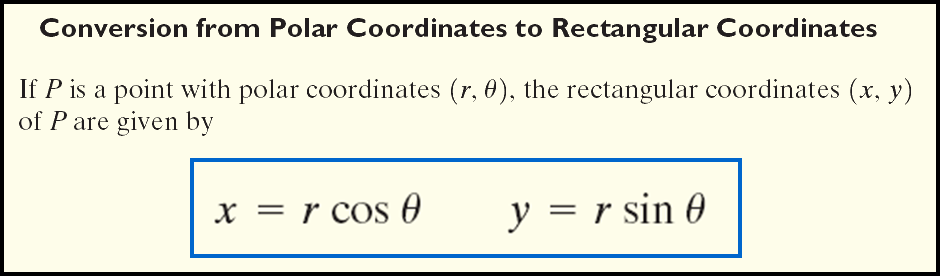 Conversion from Polar Coordinates to Rectangular Coordinates
If P is a point with polar coordinates (r, θ), the rectangular coordinates (x, y)
of P are given by
x = r cos θ y = r sin θ